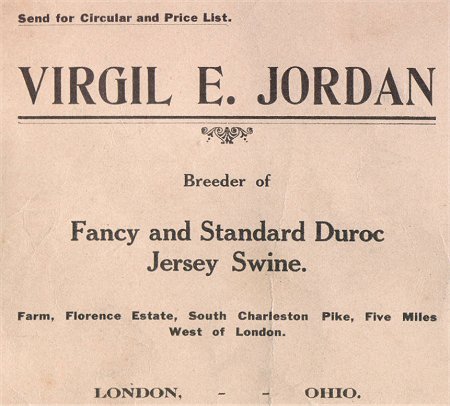 Send for Circular and Price List.
VIRGIL E. JORDAN
Breeder of
Fancy and Standard Duroc
Jersey Swine.
Farm, Florence Estate, South Charleston Pike, Five Miles
West of London.
LONDON, - - OHIO.